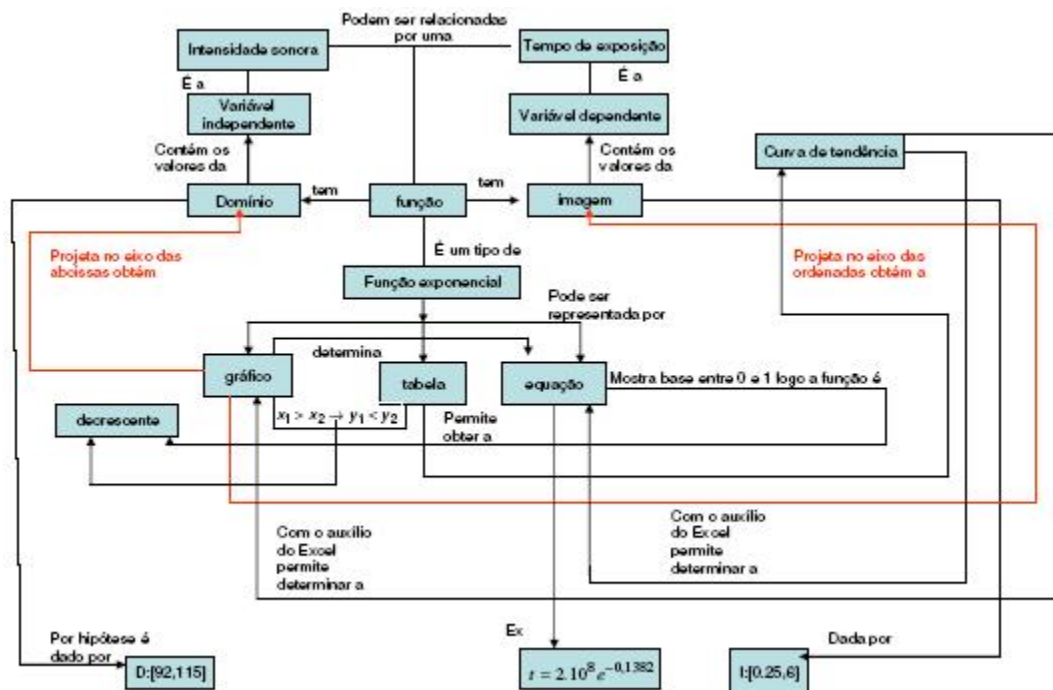 Podem ser relacionadas
por uma
Intensidade sonora
Tempo de exposição
É a
É a
Variável
independente
Variável dependente
Contém os
valores da
Contém os
valores da
Curva de tendência
Domínio
tem
função
tem
imagem
Projeta no eixo das
abcissas obtém
É um tipo de
Projeta no eixo das
ordenadas obtém a
Função exponencial
Pode ser
representada por
determina
gráfico
tabela
equação
Mostra base entre 0 e 1 logo a função é
decrescente
x₁ > x₂ → y₁ < y₂
Permite
obter a
Com o auxílio
do Excel
permite
determinar a
Com o auxílio
do Excel
permite
determinar a
Por hipótese é
dado por
Ex
Dada por
D:[92,115]
t = 2.10⁸ e⁻⁰,¹³⁸²
I:[0.25,6]